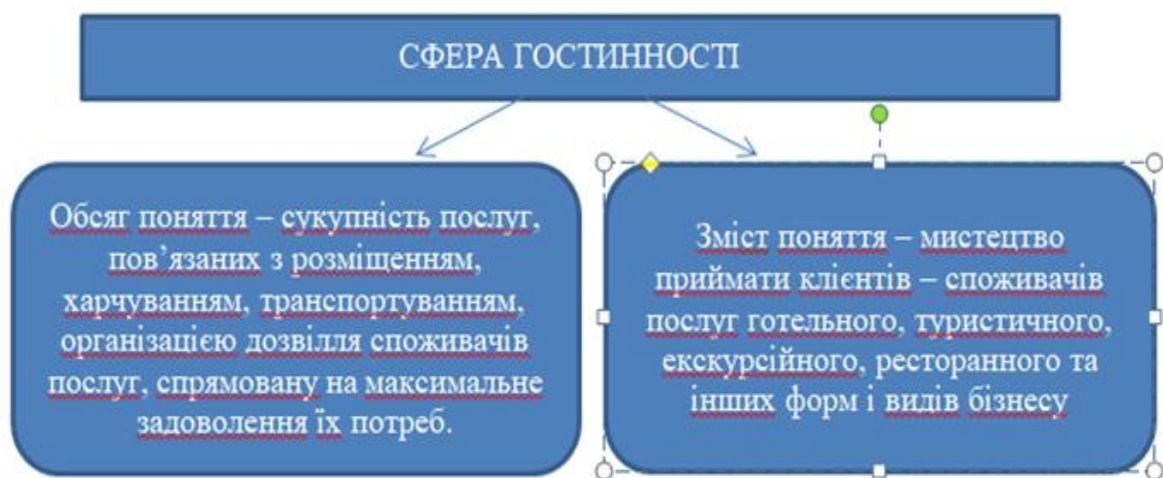 СФЕРА ГОСТИННОСТІ
Обсяг поняття – сукупність послуг,
пов’язаних з розміщенням,
харчуванням, транспортуванням,
організацією дозвілля споживачів
послуг, спрямовану на максимальне
задоволення їх потреб.
Зміст поняття – мистецтво
приймати клієнтів – споживачів
послуг готельного, туристичного,
екскурсійного, ресторанного та
інших форм і видів бізнесу